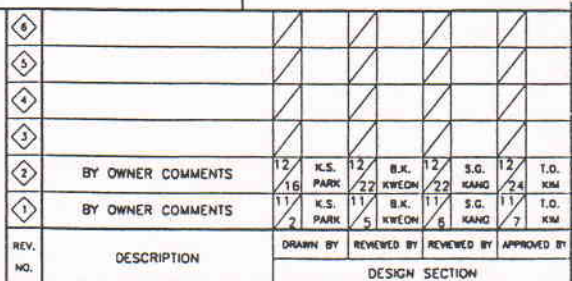 6
5
4
3
2 BY OWNER COMMENTS 12/16 K.S. PARK 12/22 B.K. KWEON 12/22 S.G. KANG 12/24 T.O. KIM
1 BY OWNER COMMENTS 11/2 K.S. PARK 11/5 B.K. KWEON 11/6 S.G. KANG 11/7 T.O. KIM
REV. NO. DESCRIPTION DRAWN BY REVIEWED BY REVIEWED BY APPROVED BY
DESIGN SECTION